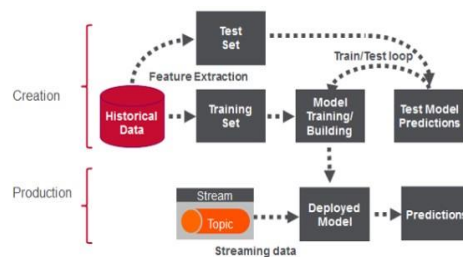 Test
Set
Train/Test loop
Feature Extraction
Creation
Historical
Data
Training
Set
Model
Training/
Building
Test Model
Predictions
Production
Stream
Topic
Deployed
Model
Predictions
Streaming data